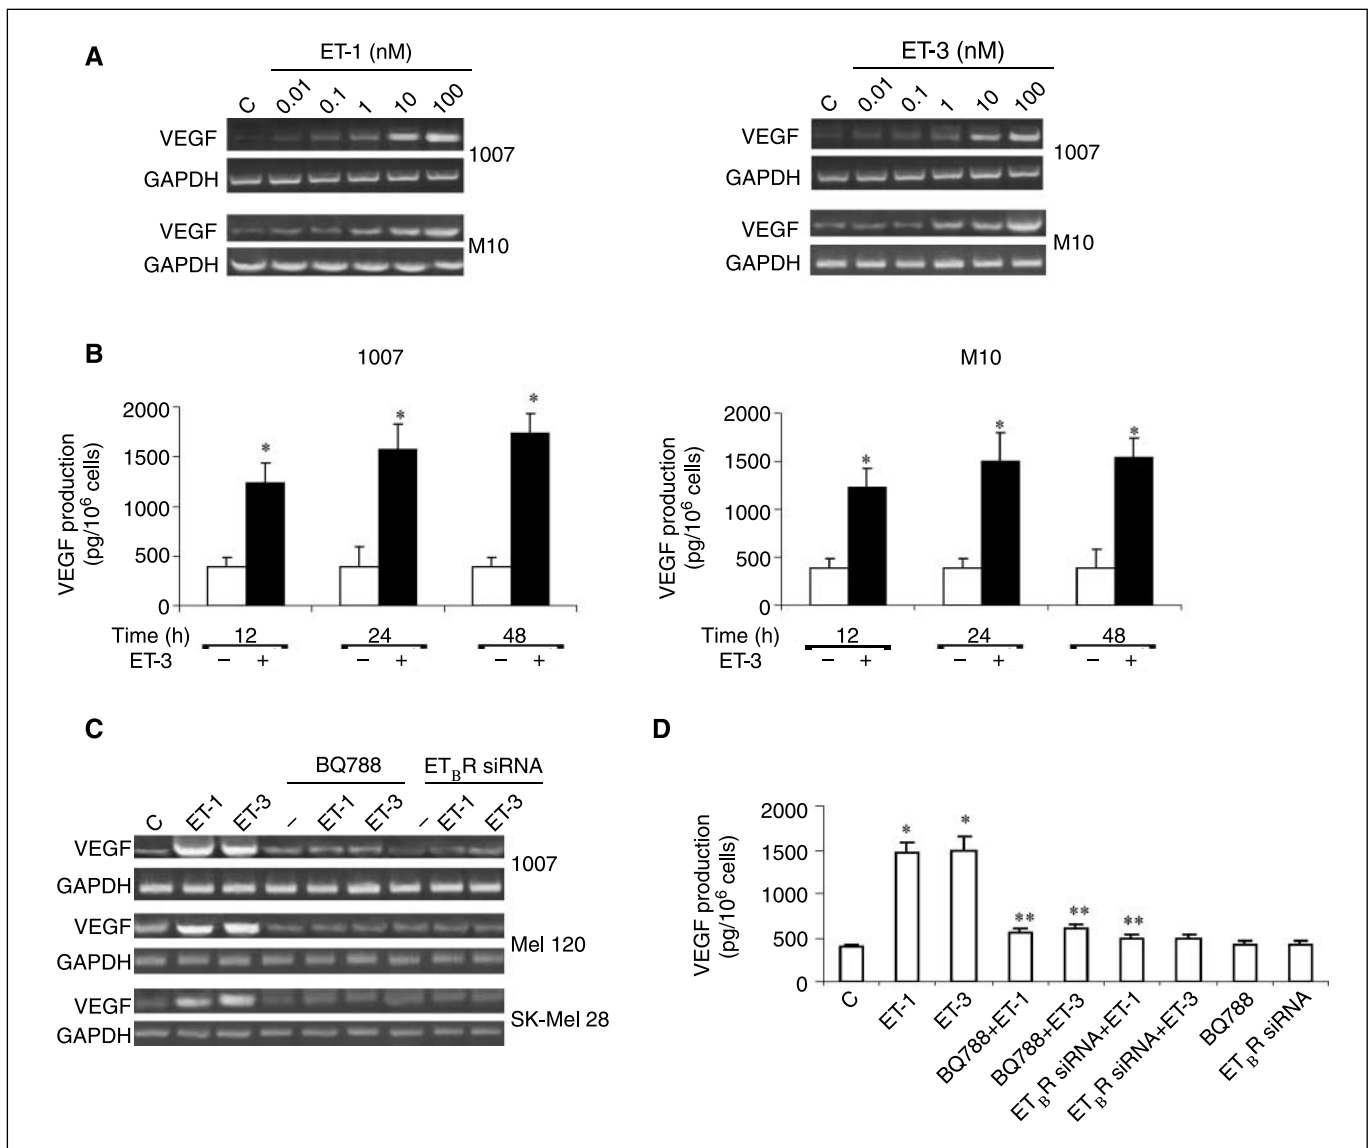 A
ET-1 (nM)
C 0.01 0.1 1 10 100
VEGF
1007
GAPDH
VEGF
M10
GAPDH
ET-3 (nM)
C 0.01 0.1 1 10 100
VEGF
1007
GAPDH
VEGF
M10
GAPDH
B
1007
VEGF production
(pg/10⁶ cells)
2000
1500
1000
500
0
* * *
Time (h) 12 24 48
ET-3 – + – + – +
M10
VEGF production
(pg/10⁶ cells)
2000
1500
1000
500
0
* * *
Time (h) 12 24 48
ET-3 – + – + – +
C
BQ788 ET_BR siRNA
C ET-1 ET-3 – ET-1 ET-3 – ET-1 ET-3
VEGF
1007
GAPDH
VEGF
Mel 120
GAPDH
VEGF
SK-Mel 28
GAPDH
D
VEGF production
(pg/10⁶ cells)
2000
1500
1000
500
0
* * ** ** **
C
ET-1
ET-3
BQ788+ET-1
BQ788+ET-3
ET_BR siRNA+ET-1
ET_BR siRNA+ET-3
BQ788
ET_BR siRNA